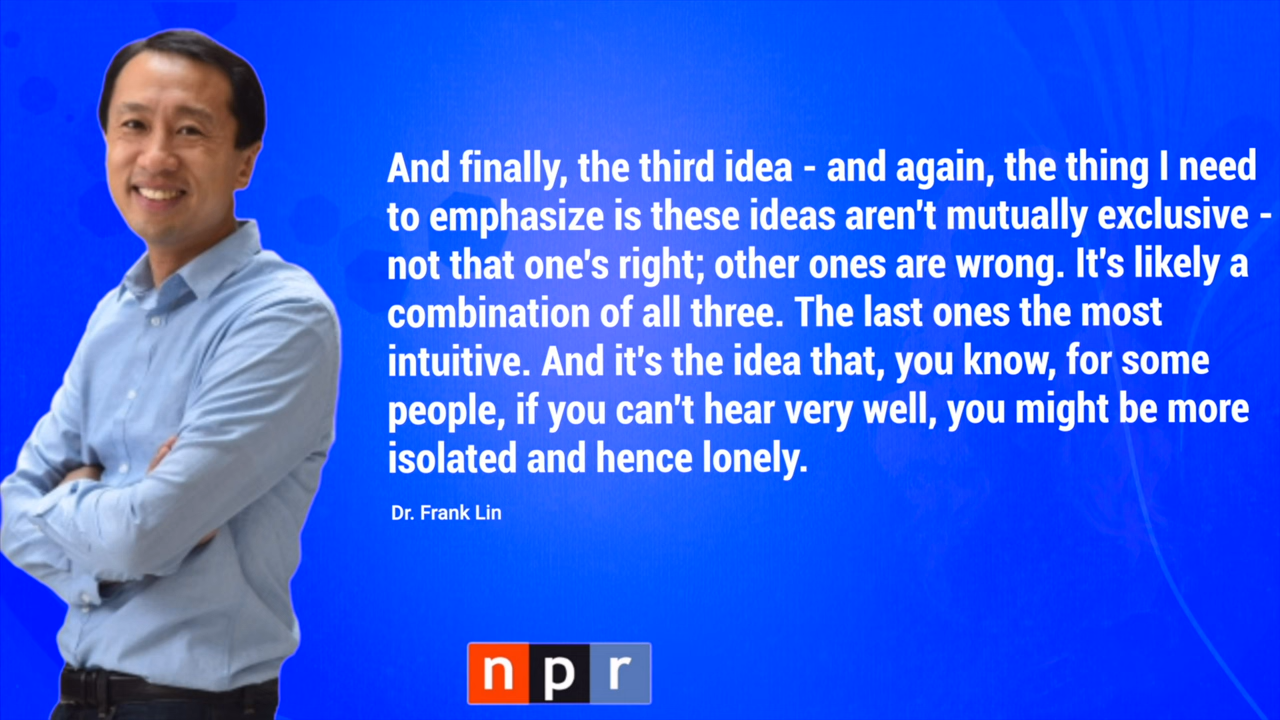 And finally, the third idea - and again, the thing I need
to emphasize is these ideas aren't mutually exclusive -
not that one's right; other ones are wrong. It's likely a
combination of all three. The last ones the most
intuitive. And it's the idea that, you know, for some
people, if you can't hear very well, you might be more
isolated and hence lonely.
Dr. Frank Lin
npr